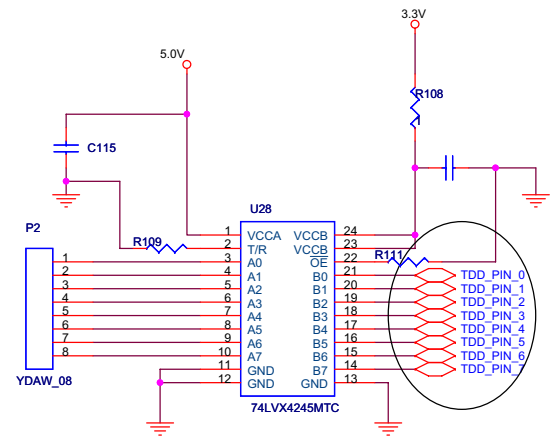 3.3V
5.0V
R108
C115
U28
P2
R109
R111
1 VCCA VCCB 24
2 T/R VCCB 23
1 3 A0 OE 22
2 4 A1 B0 21 TDD_PIN_0
3 5 A2 B1 20 TDD_PIN_1
4 6 A3 B2 19 TDD_PIN_2
5 7 A4 B3 18 TDD_PIN_3
6 8 A5 B4 17 TDD_PIN_4
7 9 A6 B5 16 TDD_PIN_5
8 10 A7 B6 15 TDD_PIN_6
11 GND B7 14 TDD_PIN_7
12 GND GND 13
YDAW_08
74LVX4245MTC